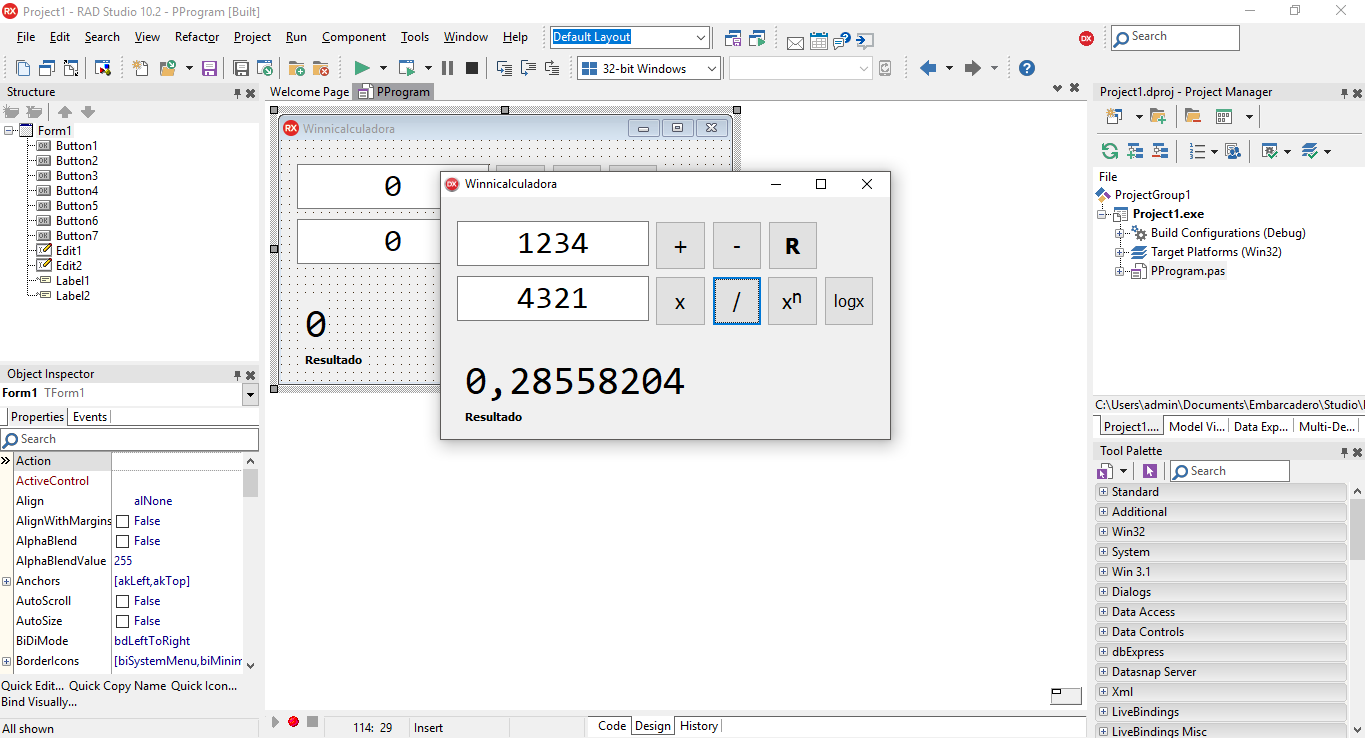 Project1 - RAD Studio 10.2 - PProgram [Built]
File Edit Search View Refactor Project Run Component Tools Window Help
Default Layout
Search
32-bit Windows
Structure
Form1
Button1
Button2
Button3
Button4
Button5
Button6
Button7
Edit1
Edit2
Label1
Label2
Object Inspector
Form1 TForm1
Properties Events
Search
Action
ActiveControl
Align alNone
AlignWithMargins False
AlphaBlend False
AlphaBlendValue 255
Anchors [akLeft,akTop]
AutoScroll False
AutoSize False
BiDiMode bdLeftToRight
BorderIcons [biSystemMenu,biMinim
Quick Edit... Quick Copy Name Quick Icon...
Bind Visually...
All shown
Welcome Page PProgram
Winnicalculadora
0
0
0
Resultado
Winnicalculadora
1234 + - R
4321 x / xⁿ logx
0,28558204
Resultado
114: 29 Insert
Code Design History
Project1.dproj - Project Manager
File
ProjectGroup1
Project1.exe
Build Configurations (Debug)
Target Platforms (Win32)
PProgram.pas
C:\Users\admin\Documents\Embarcadero\Studio\
Project1.... Model Vi... Data Exp... Multi-De...
Tool Palette
Search
Standard
Additional
Win32
System
Win 3.1
Dialogs
Data Access
Data Controls
dbExpress
Datasnap Server
Xml
LiveBindings
LiveBindings Misc